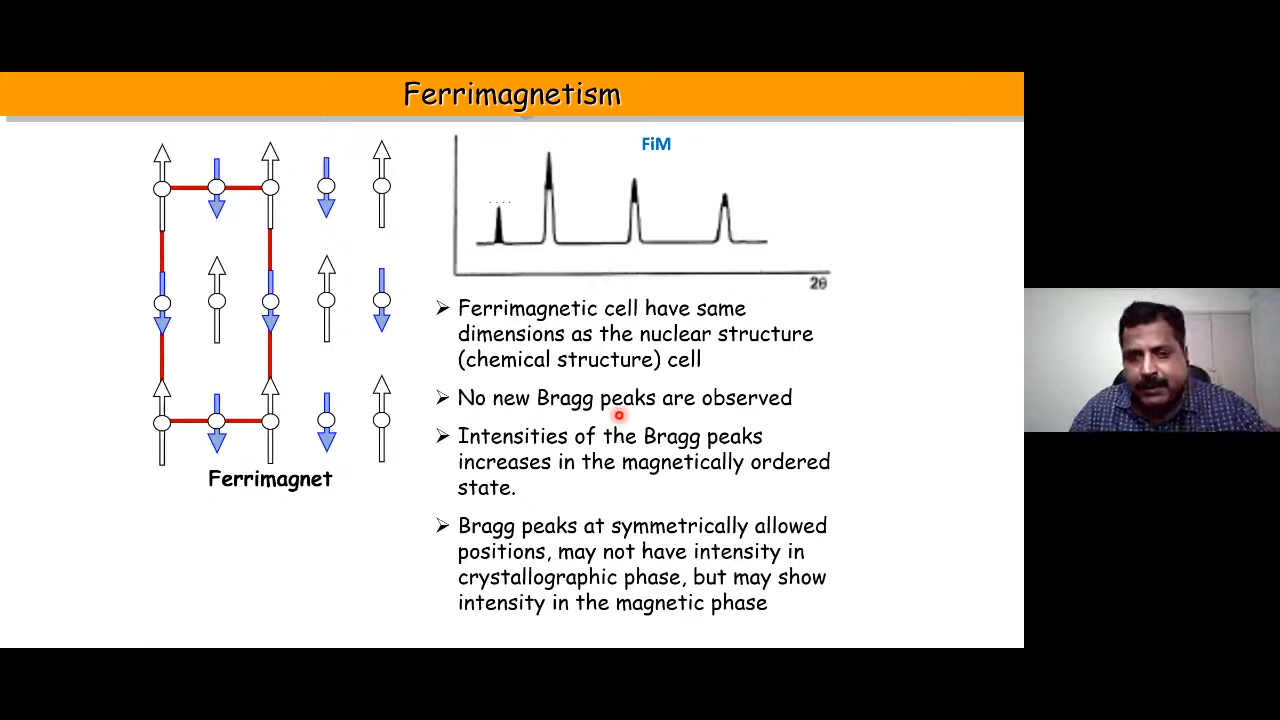 Ferrimagnetism
FiM
2θ
Ferrimagnet
➢ Ferrimagnetic cell have same
dimensions as the nuclear structure
(chemical structure) cell
➢ No new Bragg peaks are observed
➢ Intensities of the Bragg peaks
increases in the magnetically ordered
state.
➢ Bragg peaks at symmetrically allowed
positions, may not have intensity in
crystallographic phase, but may show
intensity in the magnetic phase